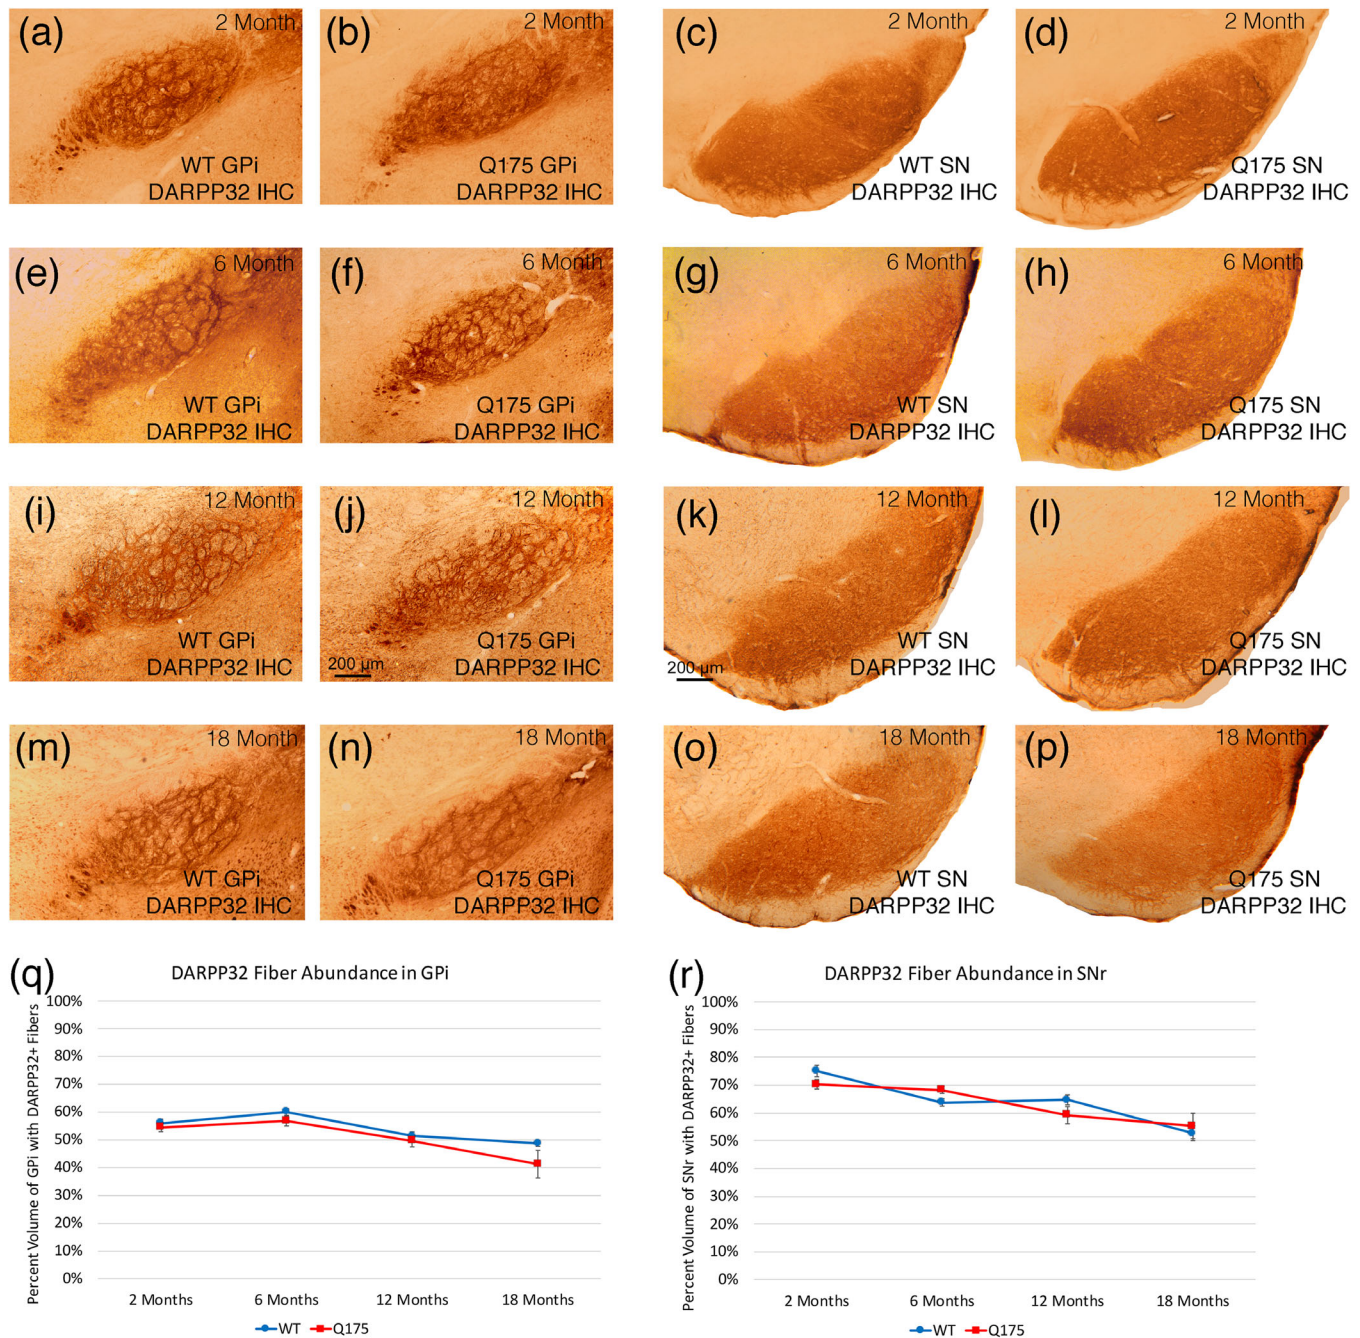 (a)
2 Month
WT GPi
DARPP32 IHC
(b)
2 Month
Q175 GPi
DARPP32 IHC
(c)
2 Month
WT SN
DARPP32 IHC
(d)
2 Month
Q175 SN
DARPP32 IHC
(e)
6 Month
WT GPi
DARPP32 IHC
(f)
6 Month
Q175 GPi
DARPP32 IHC
(g)
6 Month
WT SN
DARPP32 IHC
(h)
6 Month
Q175 SN
DARPP32 IHC
(i)
12 Month
WT GPi
DARPP32 IHC
(j)
12 Month
Q175 GPi
200 µm
DARPP32 IHC
(k)
12 Month
WT SN
200 µm
DARPP32 IHC
(l)
12 Month
Q175 SN
DARPP32 IHC
(m)
18 Month
WT GPi
DARPP32 IHC
(n)
18 Month
Q175 GPi
DARPP32 IHC
(o)
18 Month
WT SN
DARPP32 IHC
(p)
18 Month
Q175 SN
DARPP32 IHC
(q)
DARPP32 Fiber Abundance in GPi
Percent Volume of GPi with DARPP32+ Fibers
100%
90%
80%
70%
60%
50%
40%
30%
20%
10%
0%
2 Months
6 Months
12 Months
18 Months
WT
Q175
(r)
DARPP32 Fiber Abundance in SNr
Percent Volume of SNr with DARPP32+ Fibers
100%
90%
80%
70%
60%
50%
40%
30%
20%
10%
0%
2 Months
6 Months
12 Months
18 Months
WT
Q175